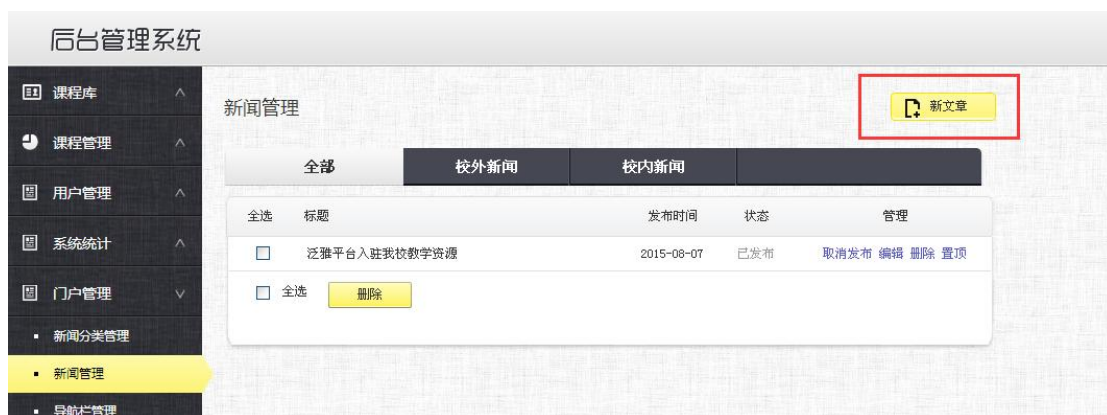 后台管理系统
课程库
课程管理
用户管理
系统统计
门户管理
新闻分类管理
新闻管理
导航栏管理
新闻管理
新文章
全部 校外新闻 校内新闻
全选 标题 发布时间 状态 管理
泛雅平台入驻我校教学资源 2015-08-07 已发布 取消发布 编辑 删除 置顶
全选 删除